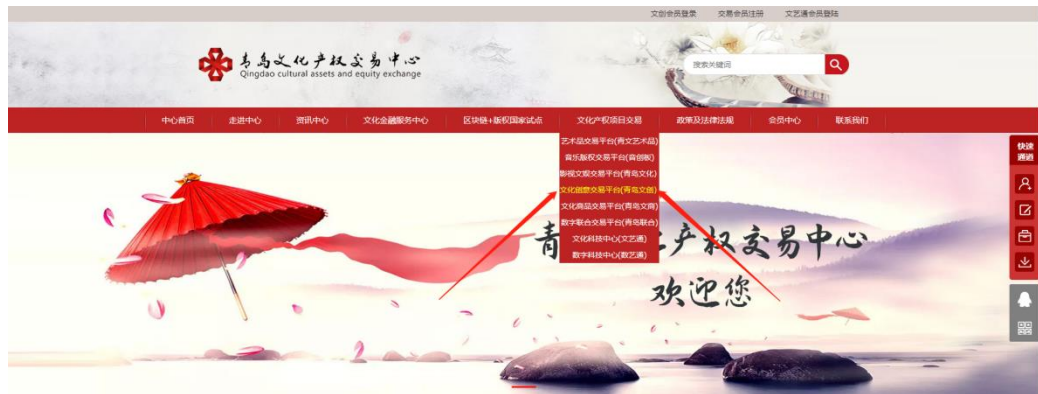 文创会员登录 交易会员注册 文艺通会员登陆
青岛文化产权交易中心
Qingdao cultural assets and equity exchange
搜索关键词
中心首页 走进中心 资讯中心 文化金融服务中心 区块链+版权国家试点 文化产权项目交易 政策及法律法规 会员中心 联系我们
艺术品交易平台(青文艺术品)
音乐版权交易平台(音创版)
影视文娱交易平台(青岛文化)
文化创意交易平台(青岛文创)
文化商品交易平台(青岛文商)
数字联合交易平台(青岛联合)
文化科技中心(文艺通)
数字科技中心(数艺通)
快速
通道
青 产权交易中心
欢迎您